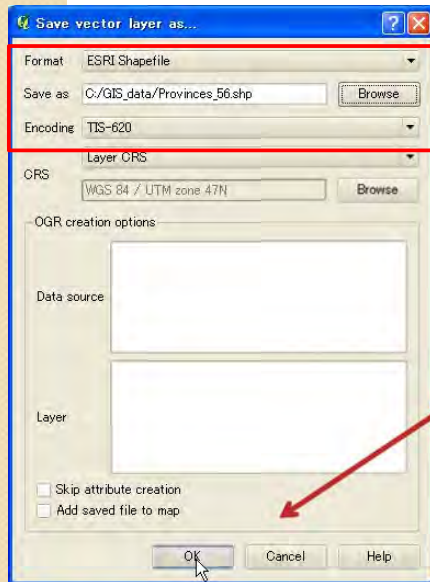 Save vector layer as...
Format ESRI Shapefile
Save as C:/GIS_data/Provinces_56.shp Browse
Encoding TIS-620
Layer CRS
CRS
WGS 84 / UTM zone 47N Browse
OGR creation options
Data source
Layer
Skip attribute creation
Add saved file to map
OK Cancel Help